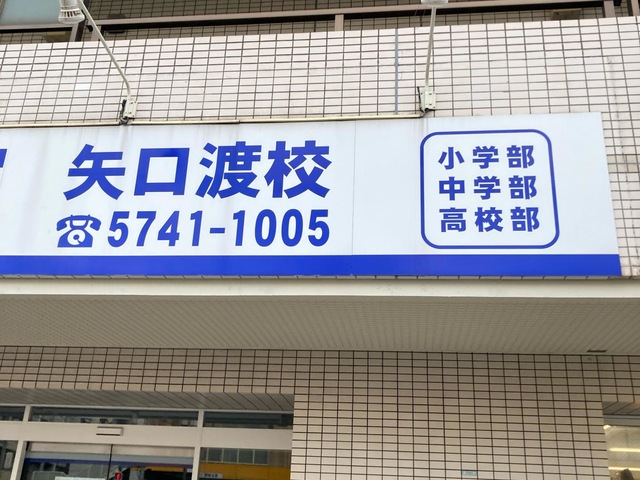 矢口渡校
☎5741-1005
小学部
中学部
高校部